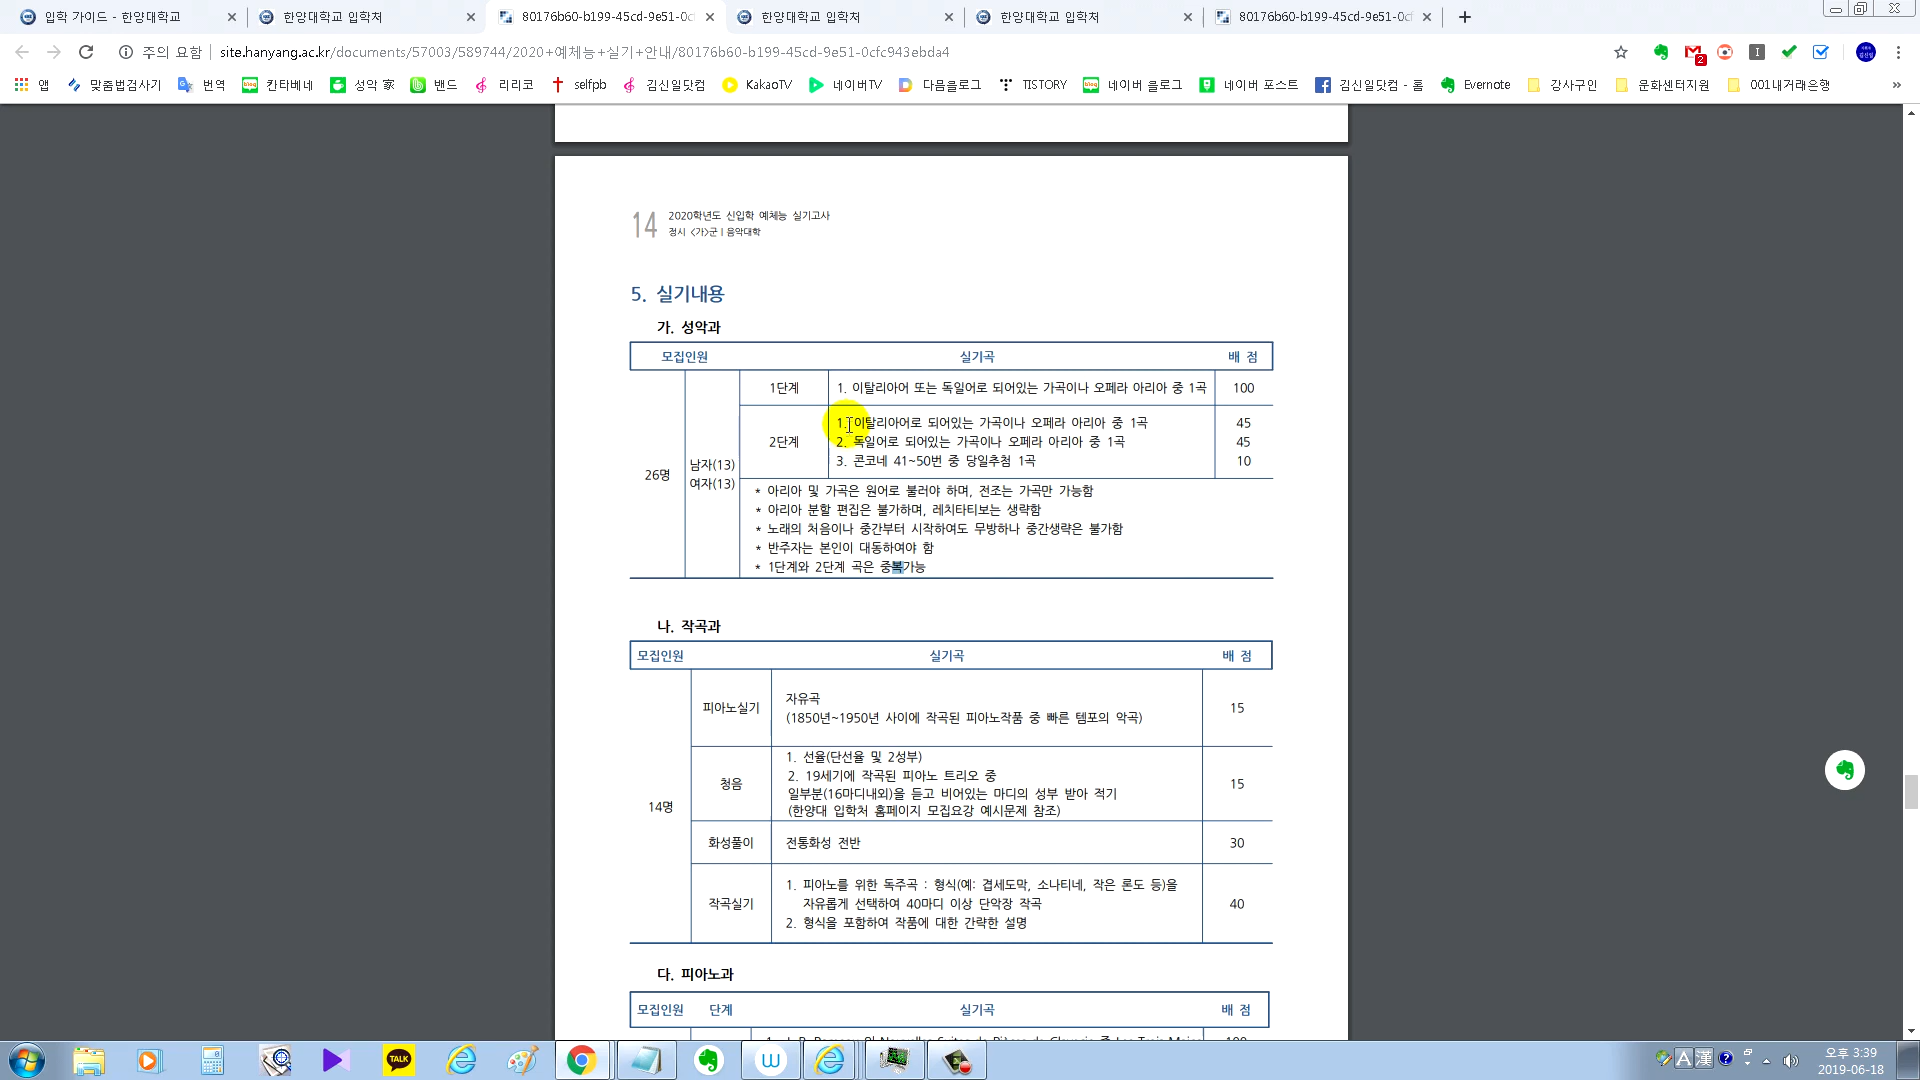 입학 가이드 - 한양대학교
한양대학교 입학처
80176b60-b199-45cd-9e51-0c
한양대학교 입학처
한양대학교 입학처
80176b60-b199-45cd-9e51-0cf
주의 요함
site.hanyang.ac.kr/documents/57003/589744/2020+예체능+실기+안내/80176b60-b199-45cd-9e51-0cfc943ebda4
앱
맞춤법검사기
번역
칸타베네
성악 家
밴드
리리코
selfpb
김신일닷컴
KakaoTV
네이버TV
다음블로그
TISTORY
네이버 블로그
네이버 포스트
김신일닷컴 - 홈
Evernote
강사구인
문화센터지원
001내거래은행
14
2020학년도 신입학 예체능 실기고사
정시 <가>군 | 음악대학
5. 실기내용
가. 성악과
모집인원 실기곡 배 점
26명
남자(13)
여자(13)
1단계
1. 이탈리아어 또는 독일어로 되어있는 가곡이나 오페라 아리아 중 1곡 100
2단계
1. 이탈리아어로 되어있는 가곡이나 오페라 아리아 중 1곡 45
2. 독일어로 되어있는 가곡이나 오페라 아리아 중 1곡 45
3. 콘코네 41~50번 중 당일추첨 1곡 10
* 아리아 및 가곡은 원어로 불러야 하며, 전조는 가곡만 가능함
* 아리아 분할 편집은 불가하며, 레치타티보는 생략함
* 노래의 처음이나 중간부터 시작하여도 무방하나 중간생략은 불가함
* 반주자는 본인이 대동하여야 함
* 1단계와 2단계 곡은 중복가능
나. 작곡과
모집인원 실기곡 배 점
14명
피아노실기
자유곡
(1850년~1950년 사이에 작곡된 피아노작품 중 빠른 템포의 악곡)
15
청음
1. 선율(단선율 및 2성부)
2. 19세기에 작곡된 피아노 트리오 중
일부분(16마디내외)을 듣고 비어있는 마디의 성부 받아 적기
(한양대 입학처 홈페이지 모집요강 예시문제 참조)
15
화성풀이 전통화성 전반 30
작곡실기
1. 피아노를 위한 독주곡 : 형식(예: 겹세도막, 소나티네, 작은 론도 등)을
자유롭게 선택하여 40마디 이상 단악장 작곡
2. 형식을 포함하여 작품에 대한 간략한 설명
40
다. 피아노과
모집인원 단계 실기곡 배 점
TALK
A 漢
오후 3:39
2019-06-18